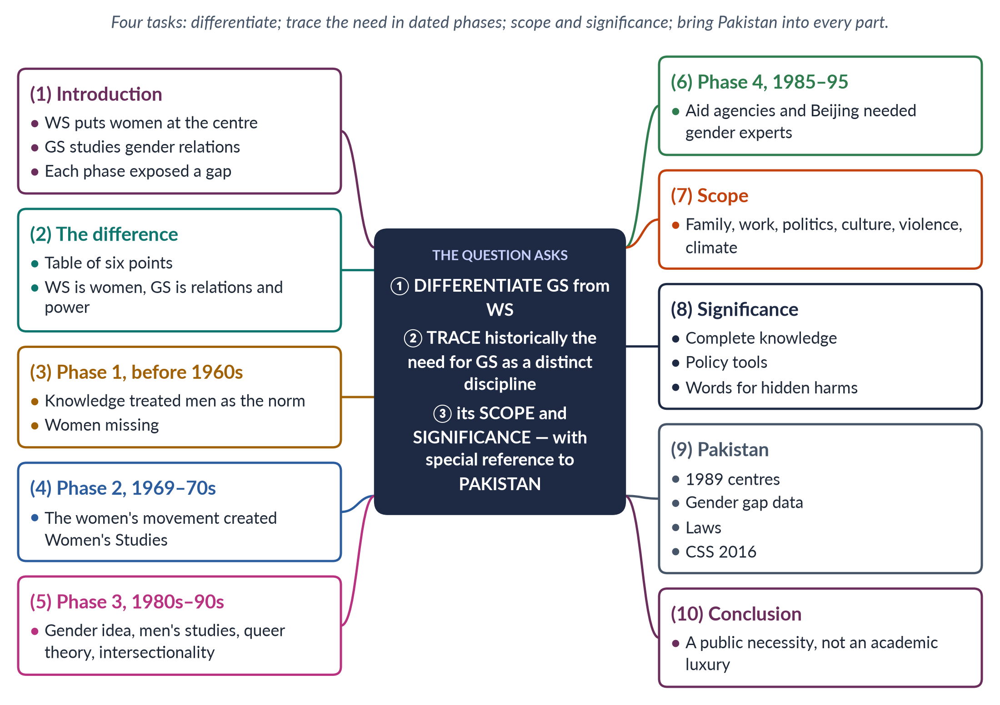 Four tasks: differentiate; trace the need in dated phases; scope and significance; bring Pakistan into every part.
(1) Introduction
• WS puts women at the centre
• GS studies gender relations
• Each phase exposed a gap
(2) The difference
• Table of six points
• WS is women, GS is relations and
power
(3) Phase 1, before 1960s
• Knowledge treated men as the norm
• Women missing
(4) Phase 2, 1969–70s
• The women's movement created
Women's Studies
(5) Phase 3, 1980s–90s
• Gender idea, men's studies, queer
theory, intersectionality
THE QUESTION ASKS
① DIFFERENTIATE GS from
WS
② TRACE historically the
need for GS as a distinct
discipline
③ its SCOPE and
SIGNIFICANCE — with
special reference to
PAKISTAN
(6) Phase 4, 1985–95
• Aid agencies and Beijing needed
gender experts
(7) Scope
• Family, work, politics, culture, violence,
climate
(8) Significance
• Complete knowledge
• Policy tools
• Words for hidden harms
(9) Pakistan
• 1989 centres
• Gender gap data
• Laws
• CSS 2016
(10) Conclusion
• A public necessity, not an academic
luxury